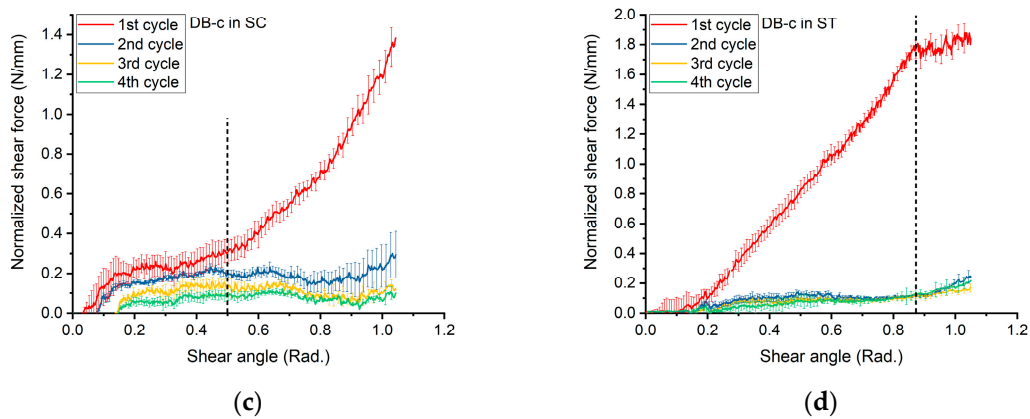 DB-c in SC
1st cycle
2nd cycle
3rd cycle
4th cycle
Normalized shear force (N/mm)
1.4
1.2
1.0
0.8
0.6
0.4
0.2
0.0
0.0 0.2 0.4 0.6 0.8 1.0 1.2
Shear angle (Rad.)
(c)
DB-c in ST
1st cycle
2nd cycle
3rd cycle
4th cycle
Normalized shear force (N/mm)
2.0
1.8
1.6
1.4
1.2
1.0
0.8
0.6
0.4
0.2
0.0
0.0 0.2 0.4 0.6 0.8 1.0 1.2
Shear angle (Rad.)
(d)